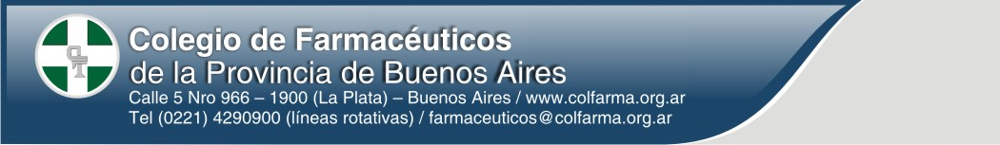 Colegio de Farmacéuticos
de la Provincia de Buenos Aires
Calle 5 Nro 966 – 1900 (La Plata) – Buenos Aires / www.colfarma.org.ar
Tel (0221) 4290900 (líneas rotativas) / farmaceuticos@colfarma.org.ar